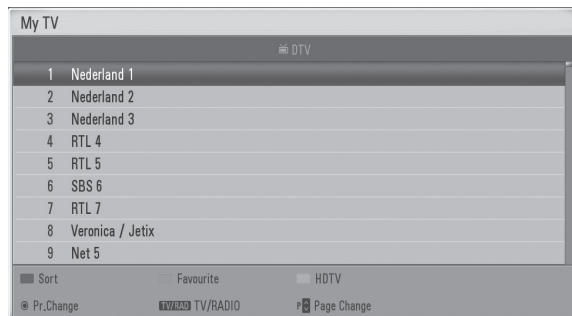 My TV
DTV
1 Nederland 1
2 Nederland 2
3 Nederland 3
4 RTL 4
5 RTL 5
6 SBS 6
7 RTL 7
8 Veronica / Jetix
9 Net 5
Sort Favourite HDTV
Pr.Change TV/RAD TV/RADIO P Page Change